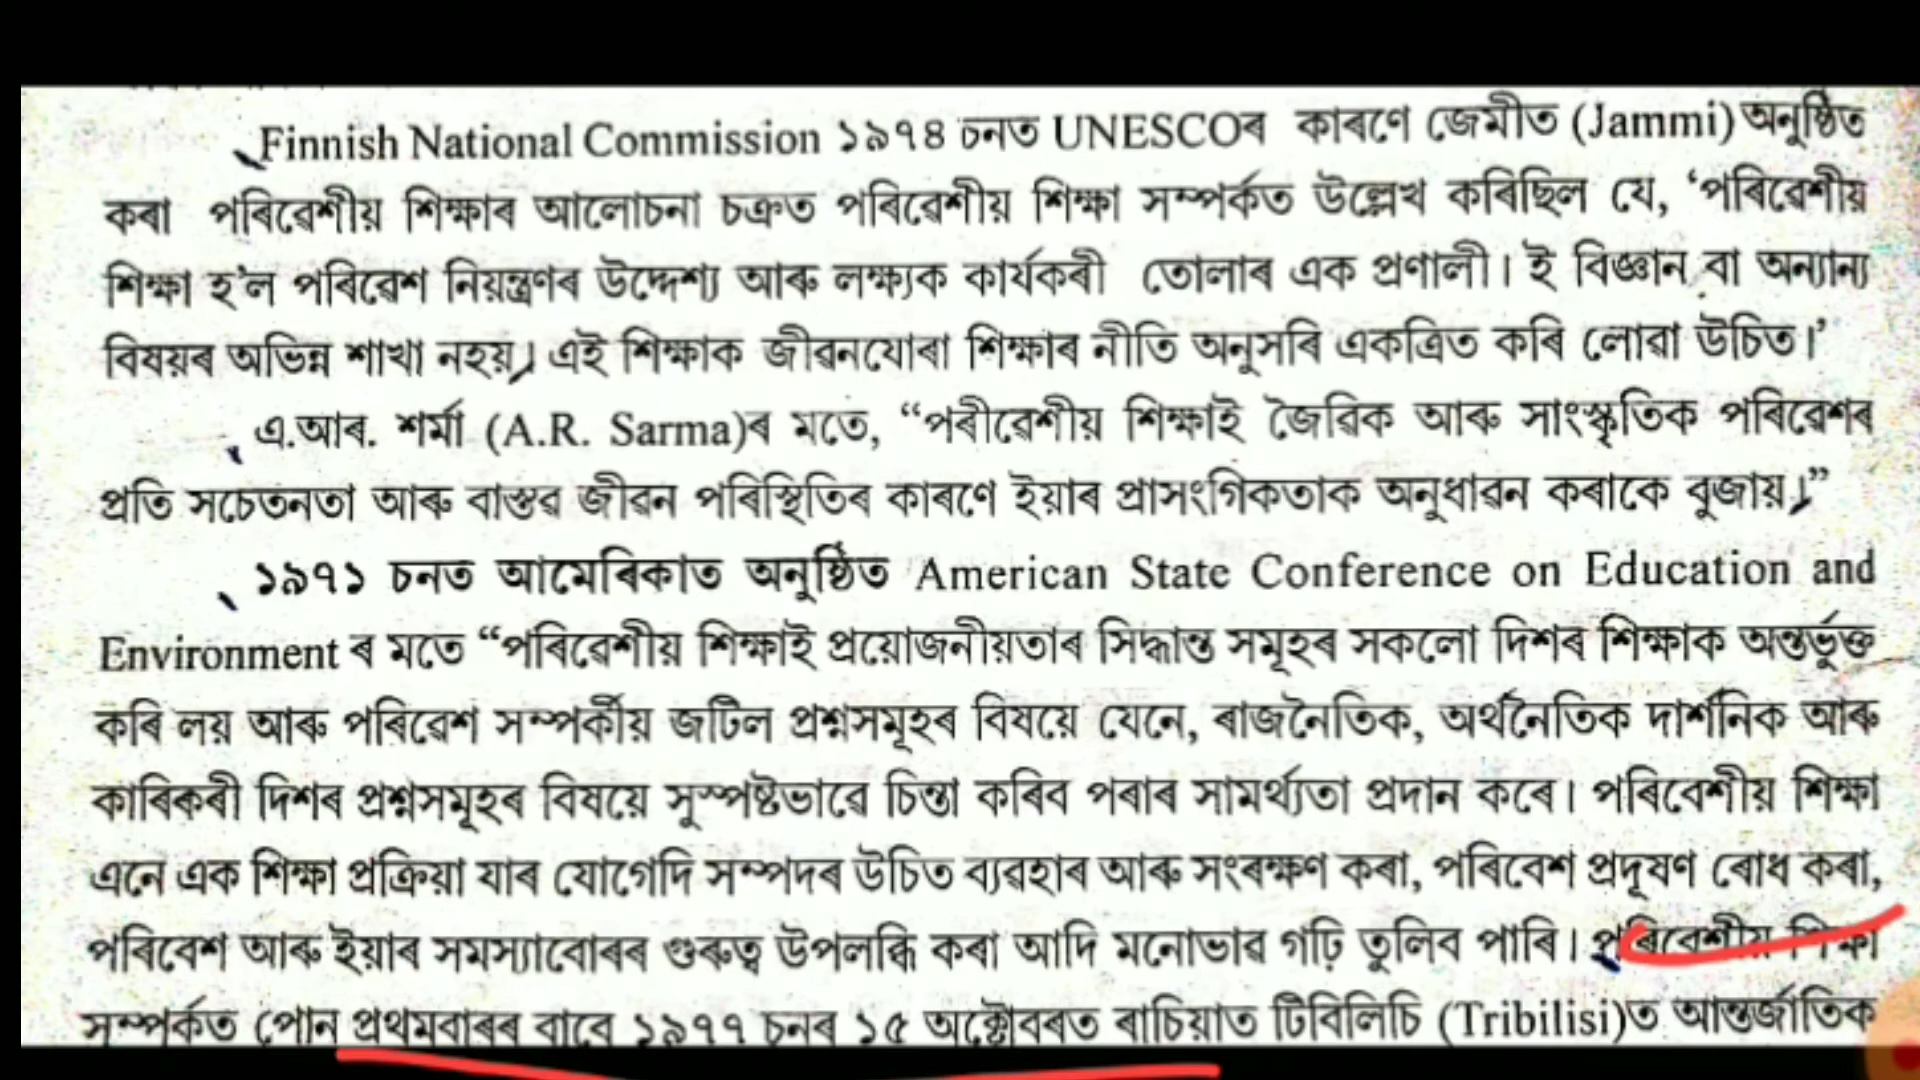 Finnish National Commission ১৯৭৪ চনত UNESCOৰ কাৰণে জেমীত (Jammi) অনুষ্ঠিত
কৰা পৰিৱেশীয় শিক্ষাৰ আলোচনা চক্ৰত পৰিৱেশীয় শিক্ষা সম্পৰ্কত উল্লেখ কৰিছিল যে, ‘পৰিৱেশীয়
শিক্ষা হ’ল পৰিৱেশ নিয়ন্ত্ৰণৰ উদ্দেশ্য আৰু লক্ষ্যক কাৰ্যকৰী তোলাৰ এক প্ৰণালী। ই বিজ্ঞান বা অন্যান্য
বিষয়ৰ অভিন্ন শাখা নহয়। এই শিক্ষাক জীৱনযোৰা শিক্ষাৰ নীতি অনুসৰি একত্ৰিত কৰি লোৱা উচিত।’
এ.আৰ. শৰ্মা (A.R. Sarma)ৰ মতে, “পৰীৱেশীয় শিক্ষাই জৈৱিক আৰু সাংস্কৃতিক পৰিৱেশৰ
প্ৰতি সচেতনতা আৰু বাস্তৱ জীৱন পৰিস্থিতিৰ কাৰণে ইয়াৰ প্ৰাসংগিকতাক অনুধাৱন কৰাকে বুজায়।”
১৯৭১ চনত আমেৰিকাত অনুষ্ঠিত American State Conference on Education and
Environment ৰ মতে “পৰিৱেশীয় শিক্ষাই প্ৰয়োজনীয়তাৰ সিদ্ধান্ত সমূহৰ সকলো দিশৰ শিক্ষাক অন্তৰ্ভুক্ত
কৰি লয় আৰু পৰিৱেশ সম্পৰ্কীয় জটিল প্ৰশ্নসমূহৰ বিষয়ে যেনে, ৰাজনৈতিক, অৰ্থনৈতিক দাৰ্শনিক আৰু
কাৰিকৰী দিশৰ প্ৰশ্নসমূহৰ বিষয়ে সুস্পষ্টভাৱে চিন্তা কৰিব পৰাৰ সামৰ্থ্যতা প্ৰদান কৰে। পৰিবেশীয় শিক্ষা
এনে এক শিক্ষা প্ৰক্ৰিয়া যাৰ যোগেদি সম্পদৰ উচিত ব্যৱহাৰ আৰু সংৰক্ষণ কৰা, পৰিবেশ প্ৰদূষণ ৰোধ কৰা,
পৰিবেশ আৰু ইয়াৰ সমস্যাবোৰৰ গুৰুত্ব উপলব্ধি কৰা আদি মনোভাৱ গঢ়ি তুলিব পাৰি। পৰিবেশীয় শিক্ষা
সম্পৰ্কত পোন প্ৰথমবাৰৰ বাবে ১৯৭৭ চনৰ ১৫ অক্টোবৰত ৰাচিয়াত টিবিলিচি (Tribilisi)ত আন্তৰ্জাতিক